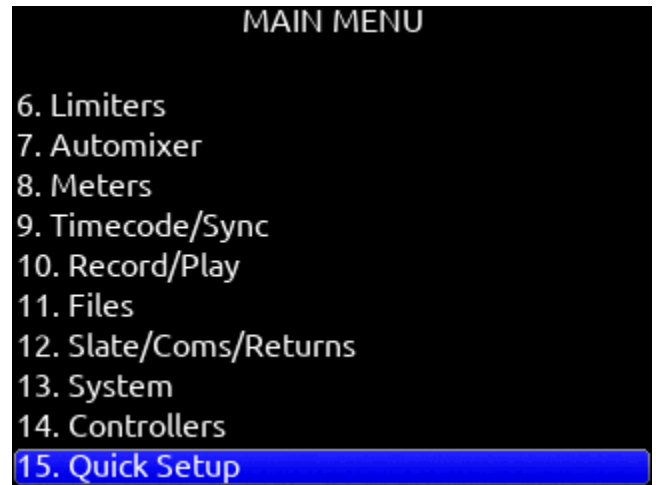 MAIN MENU
6. Limiters
7. Automixer
8. Meters
9. Timecode/Sync
10. Record/Play
11. Files
12. Slate/Coms/Returns
13. System
14. Controllers
15. Quick Setup